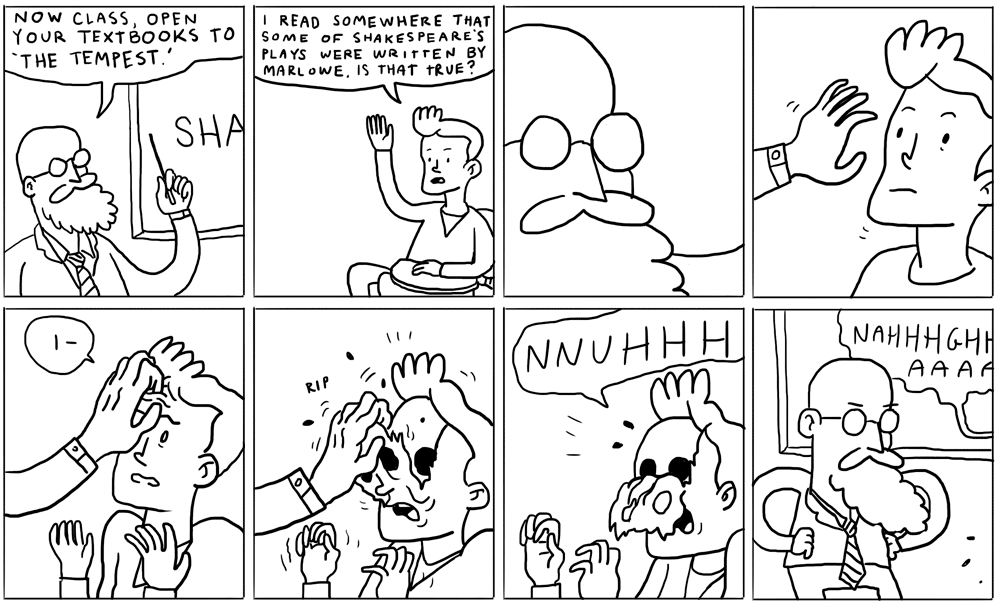 NOW CLASS, OPEN
YOUR TEXTBOOKS TO
'THE TEMPEST.'
SHA
I READ SOMEWHERE THAT
SOME OF SHAKESPEARE'S
PLAYS WERE WRITTEN BY
MARLOWE, IS THAT TRUE?
I-
RIP
NNUHHH
NAHHHGHH
AAAA